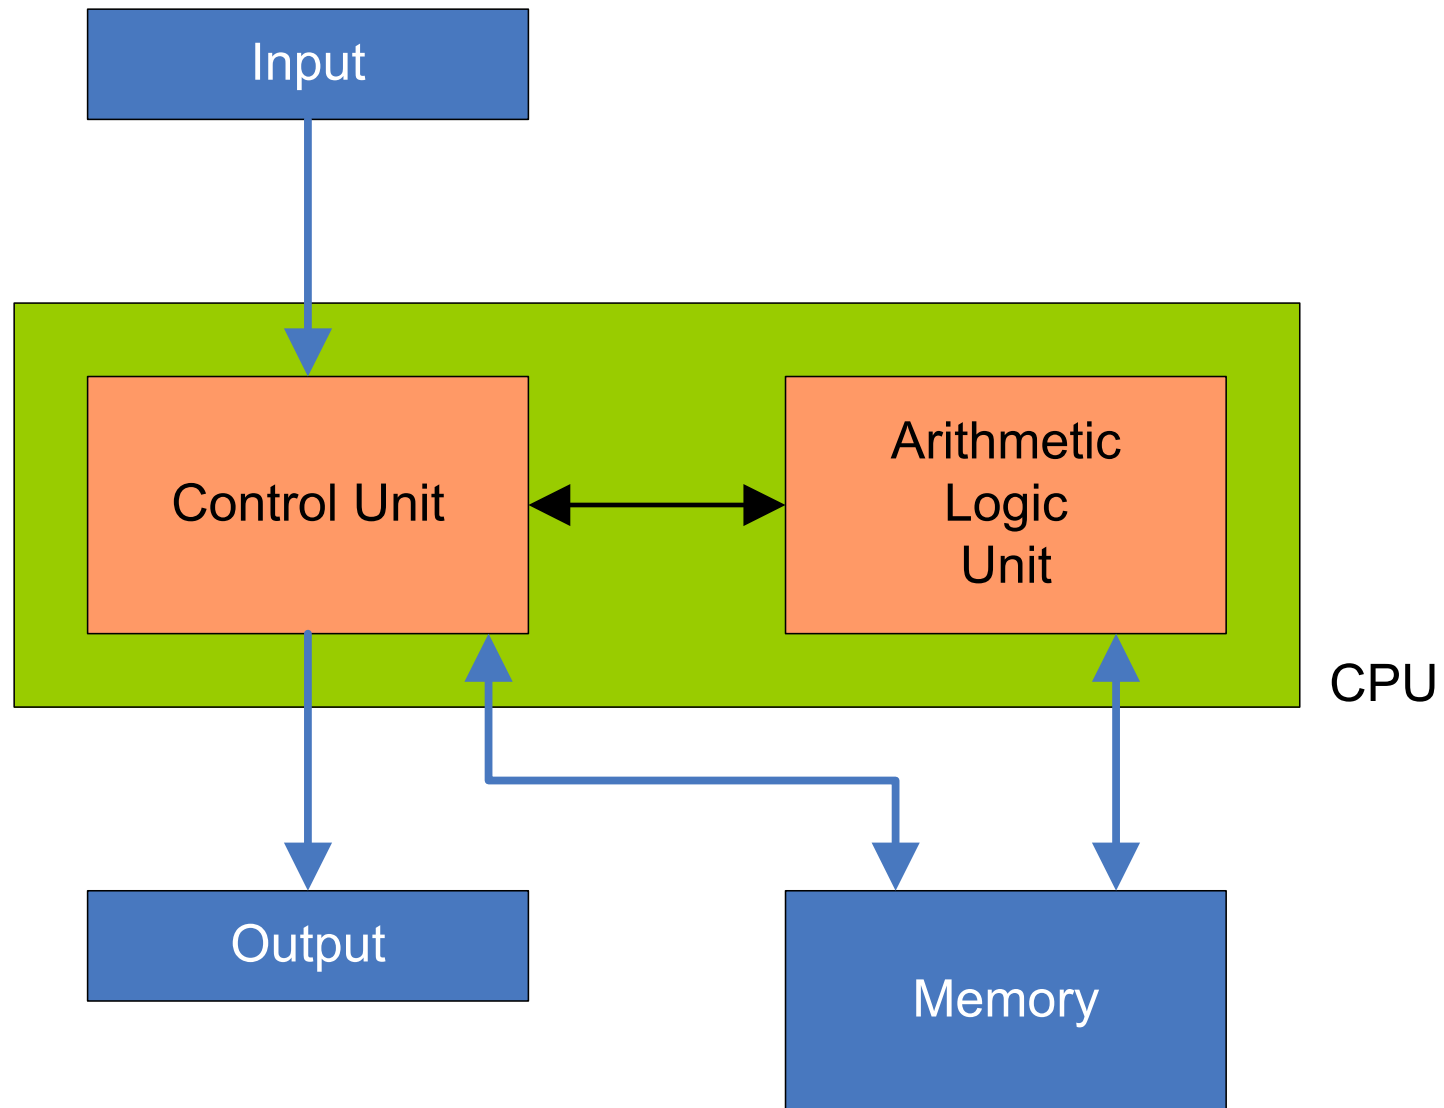 Input
Control Unit
Arithmetic
Logic
Unit
CPU
Output
Memory